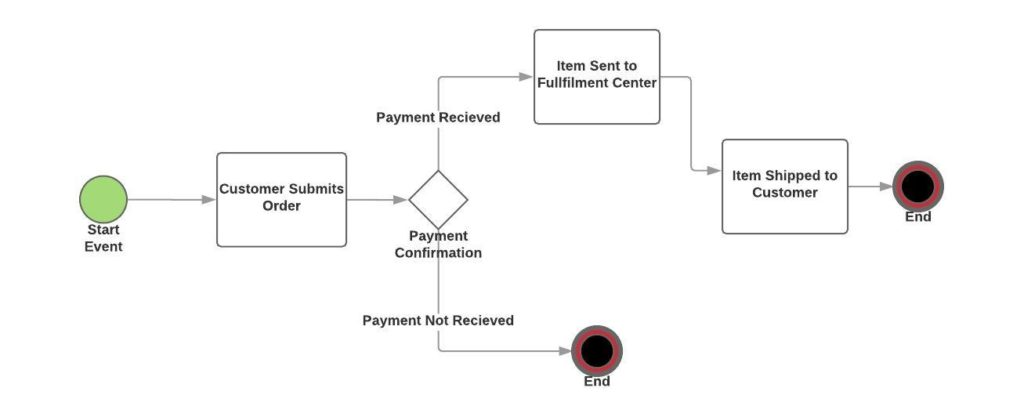 Start
Event
Customer Submits
Order
Payment
Confirmation
Payment Recieved
Item Sent to
Fullfilment Center
Item Shipped to
Customer
End
Payment Not Recieved
End